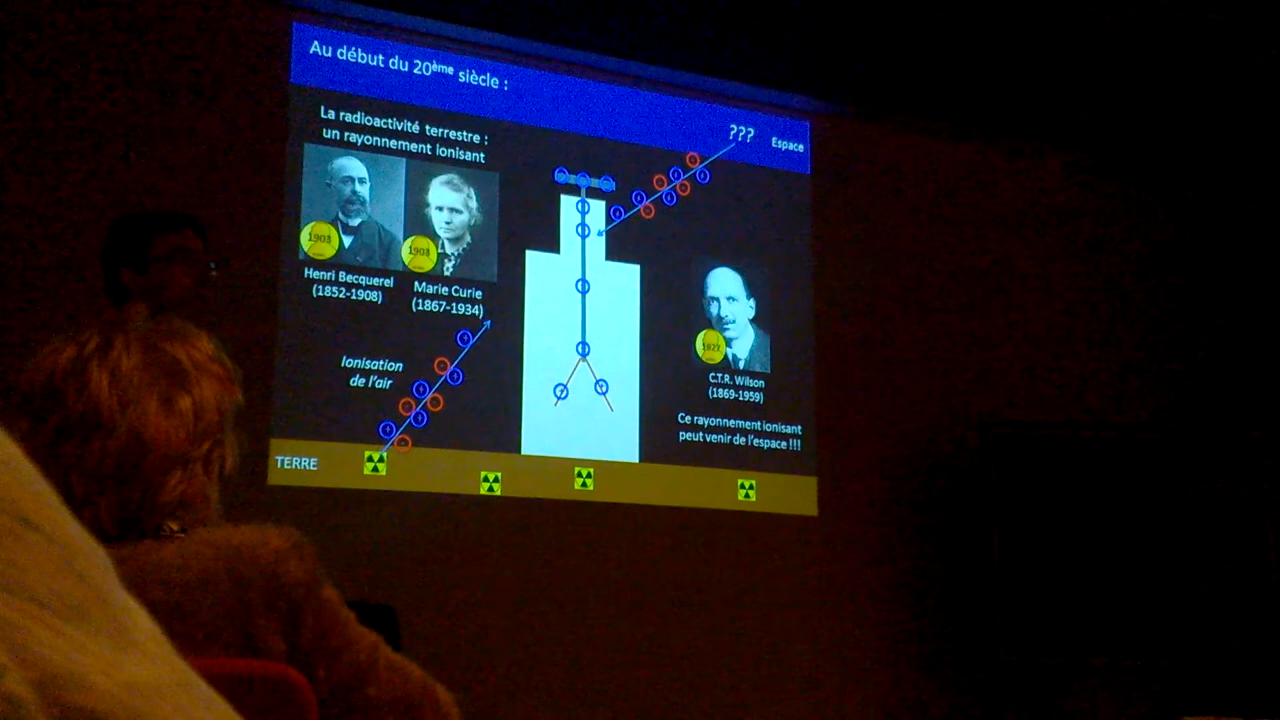 Au début du 20ème siècle :
???
Espace
La radioactivité terrestre :
un rayonnement ionisant
1903
1903
Henri Becquerel
(1852-1908)
Marie Curie
(1867-1934)
Ionisation
de l'air
1927
C.T.R. Wilson
(1869-1959)
Ce rayonnement ionisant
peut venir de l'espace !!!
TERRE